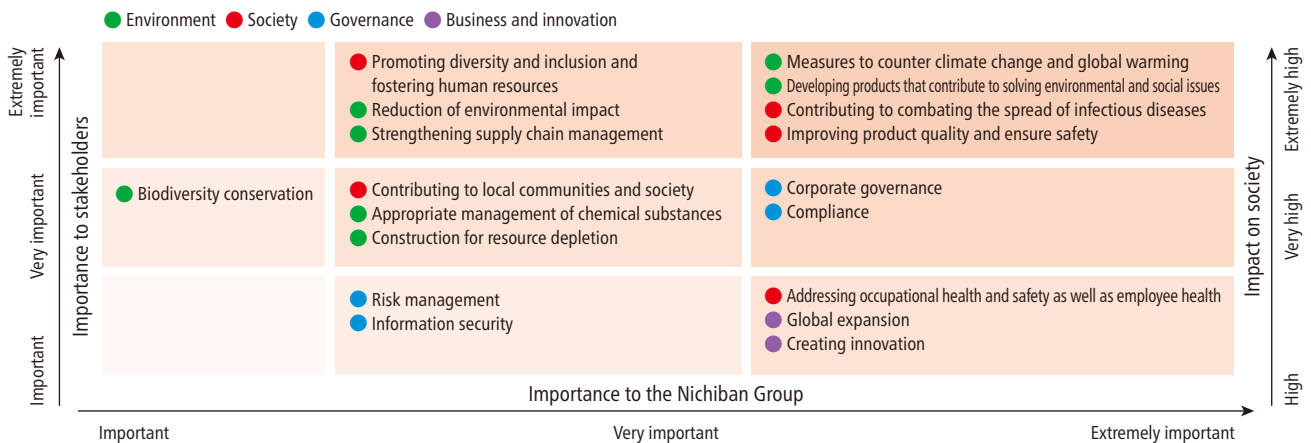 Environment Society Governance Business and innovation
Extremely important
Very important
Important
Importance to stakeholders
Promoting diversity and inclusion and
fostering human resources
Reduction of environmental impact
Strengthening supply chain management
Measures to counter climate change and global warming
Developing products that contribute to solving environmental and social issues
Contributing to combating the spread of infectious diseases
Improving product quality and ensure safety
Biodiversity conservation
Contributing to local communities and society
Appropriate management of chemical substances
Construction for resource depletion
Corporate governance
Compliance
Risk management
Information security
Addressing occupational health and safety as well as employee health
Global expansion
Creating innovation
Impact on society
Extremely high
Very high
High
Importance to the Nichiban Group
Important Very important Extremely important